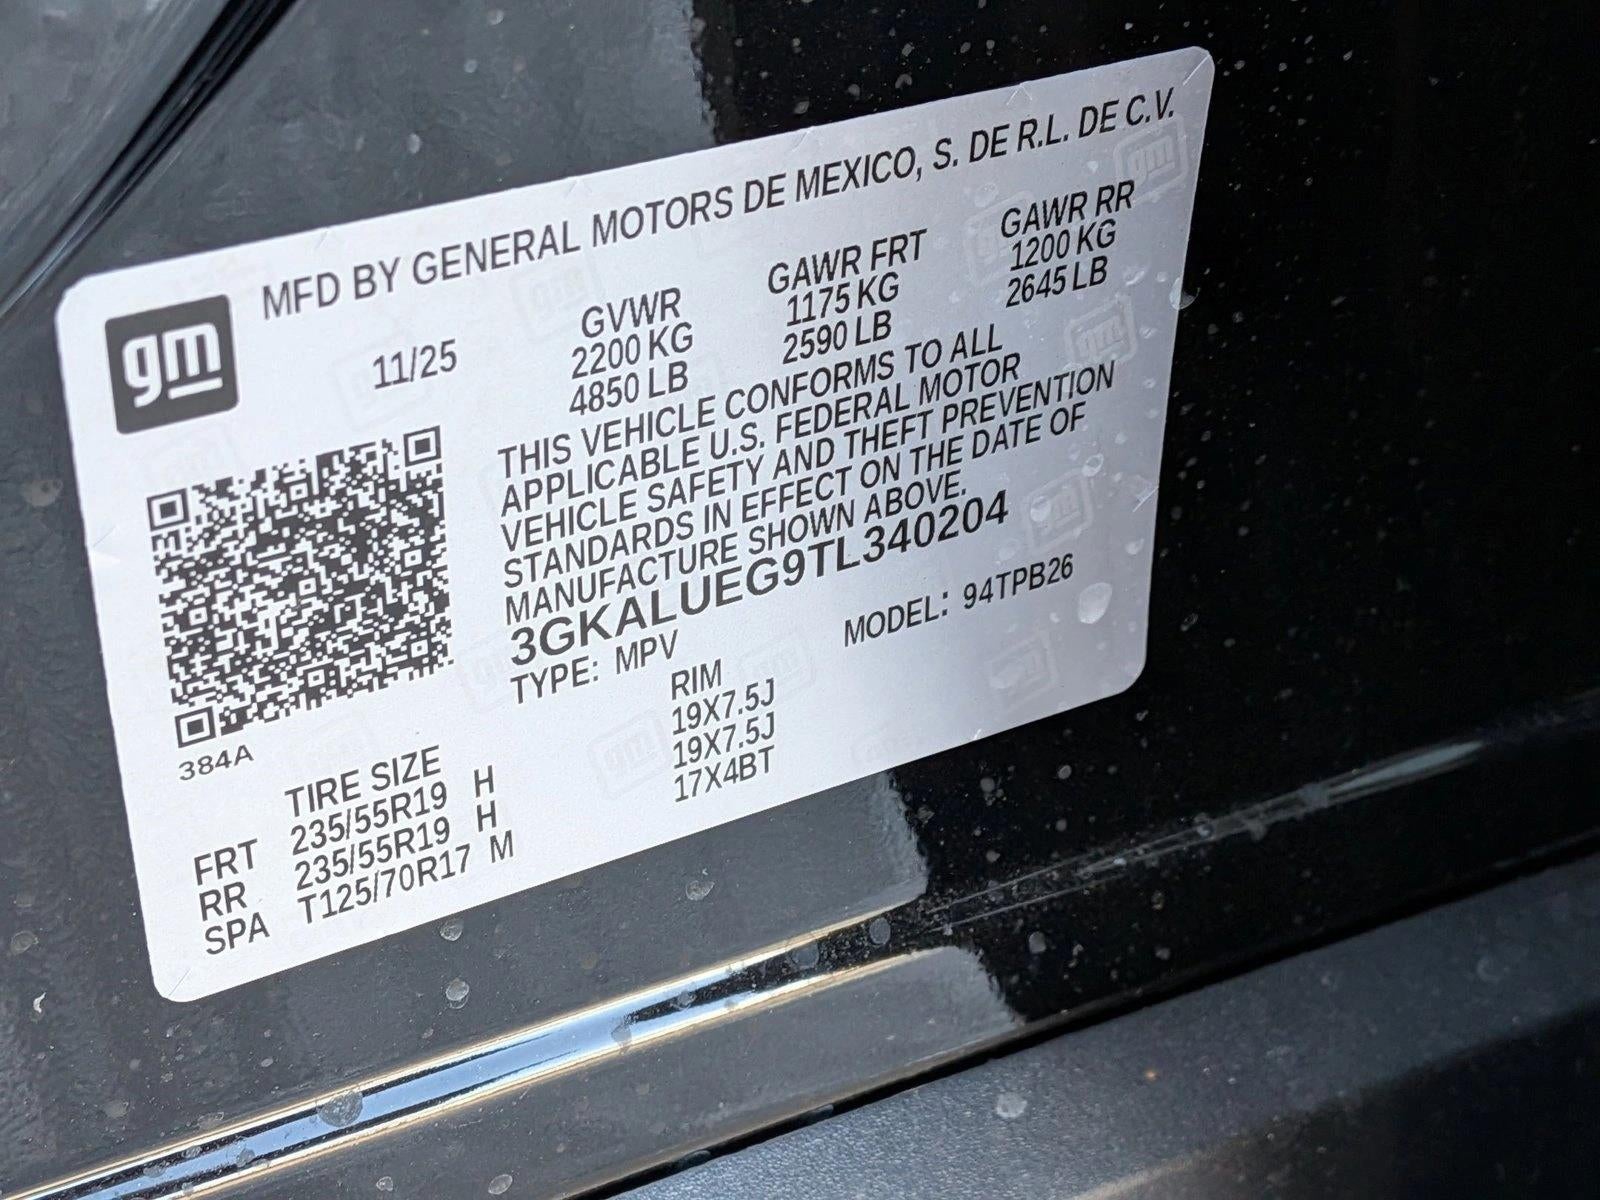 MFD BY GENERAL MOTORS DE MEXICO, S. DE R.L. DE C.V.
gm
11/25
GVWR
2200 KG
4850 LB
GAWR FRT
1175 KG
2590 LB
GAWR RR
1200 KG
2645 LB
THIS VEHICLE CONFORMS TO ALL
APPLICABLE U.S. FEDERAL MOTOR
VEHICLE SAFETY AND THEFT PREVENTION
STANDARDS IN EFFECT ON THE DATE OF
MANUFACTURE SHOWN ABOVE.
3GKALUEG9TL340204
TYPE: MPV MODEL: 94TPB26
384A
TIRE SIZE RIM
FRT 235/55R19 H 19X7.5J
RR 235/55R19 H 19X7.5J
SPA T125/70R17 M 17X4BT